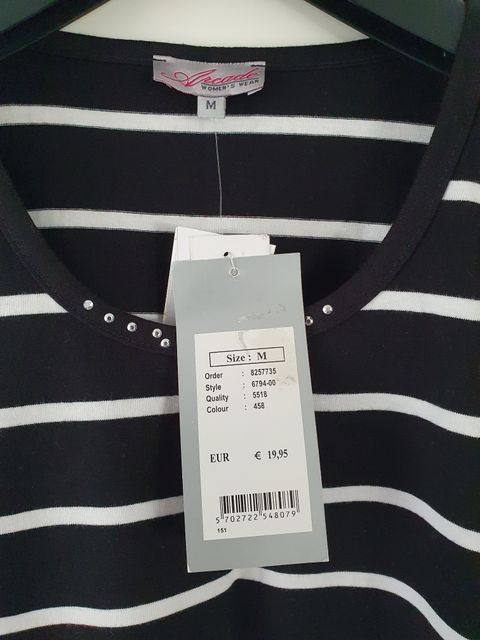 Arcade
WOMEN'S WEAR
M
Size : M
Order : 8257735
Style : 6794-00
Quality : 5518
Colour : 458
EUR € 19,95
5 702722 548079
151